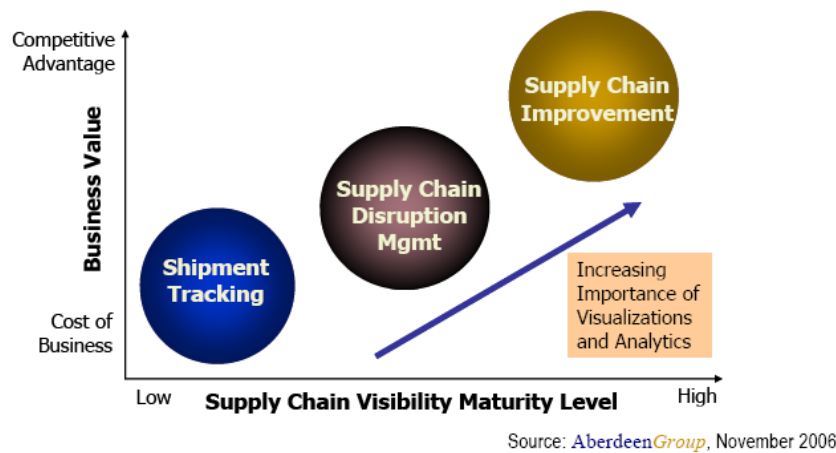 Competitive
Advantage
Business Value
Cost of
Business
Shipment
Tracking
Supply Chain
Disruption
Mgmt
Supply Chain
Improvement
Increasing
Importance of
Visualizations
and Analytics
Low
Supply Chain Visibility Maturity Level
High
Source: AberdeenGroup, November 2006